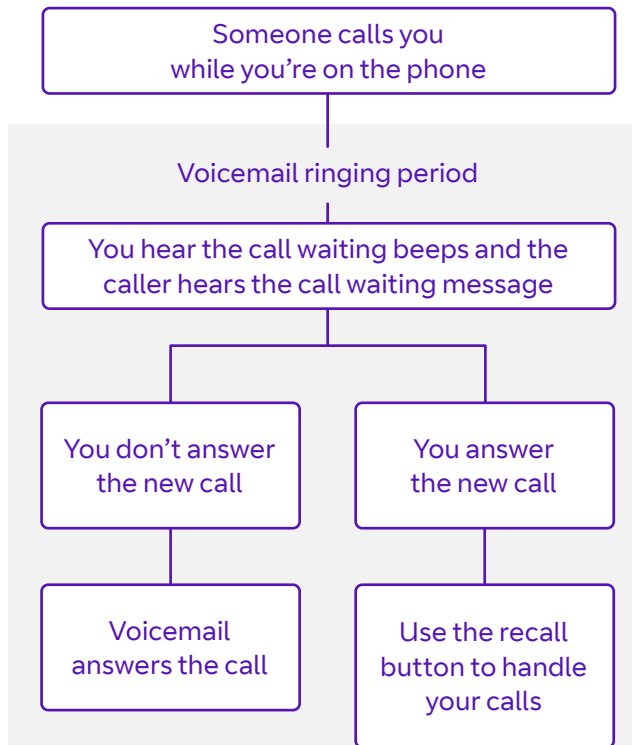 Someone calls you
while you’re on the phone
Voicemail ringing period
You hear the call waiting beeps and the
caller hears the call waiting message
You don’t answer
the new call
You answer
the new call
Voicemail
answers the call
Use the recall
button to handle
your calls